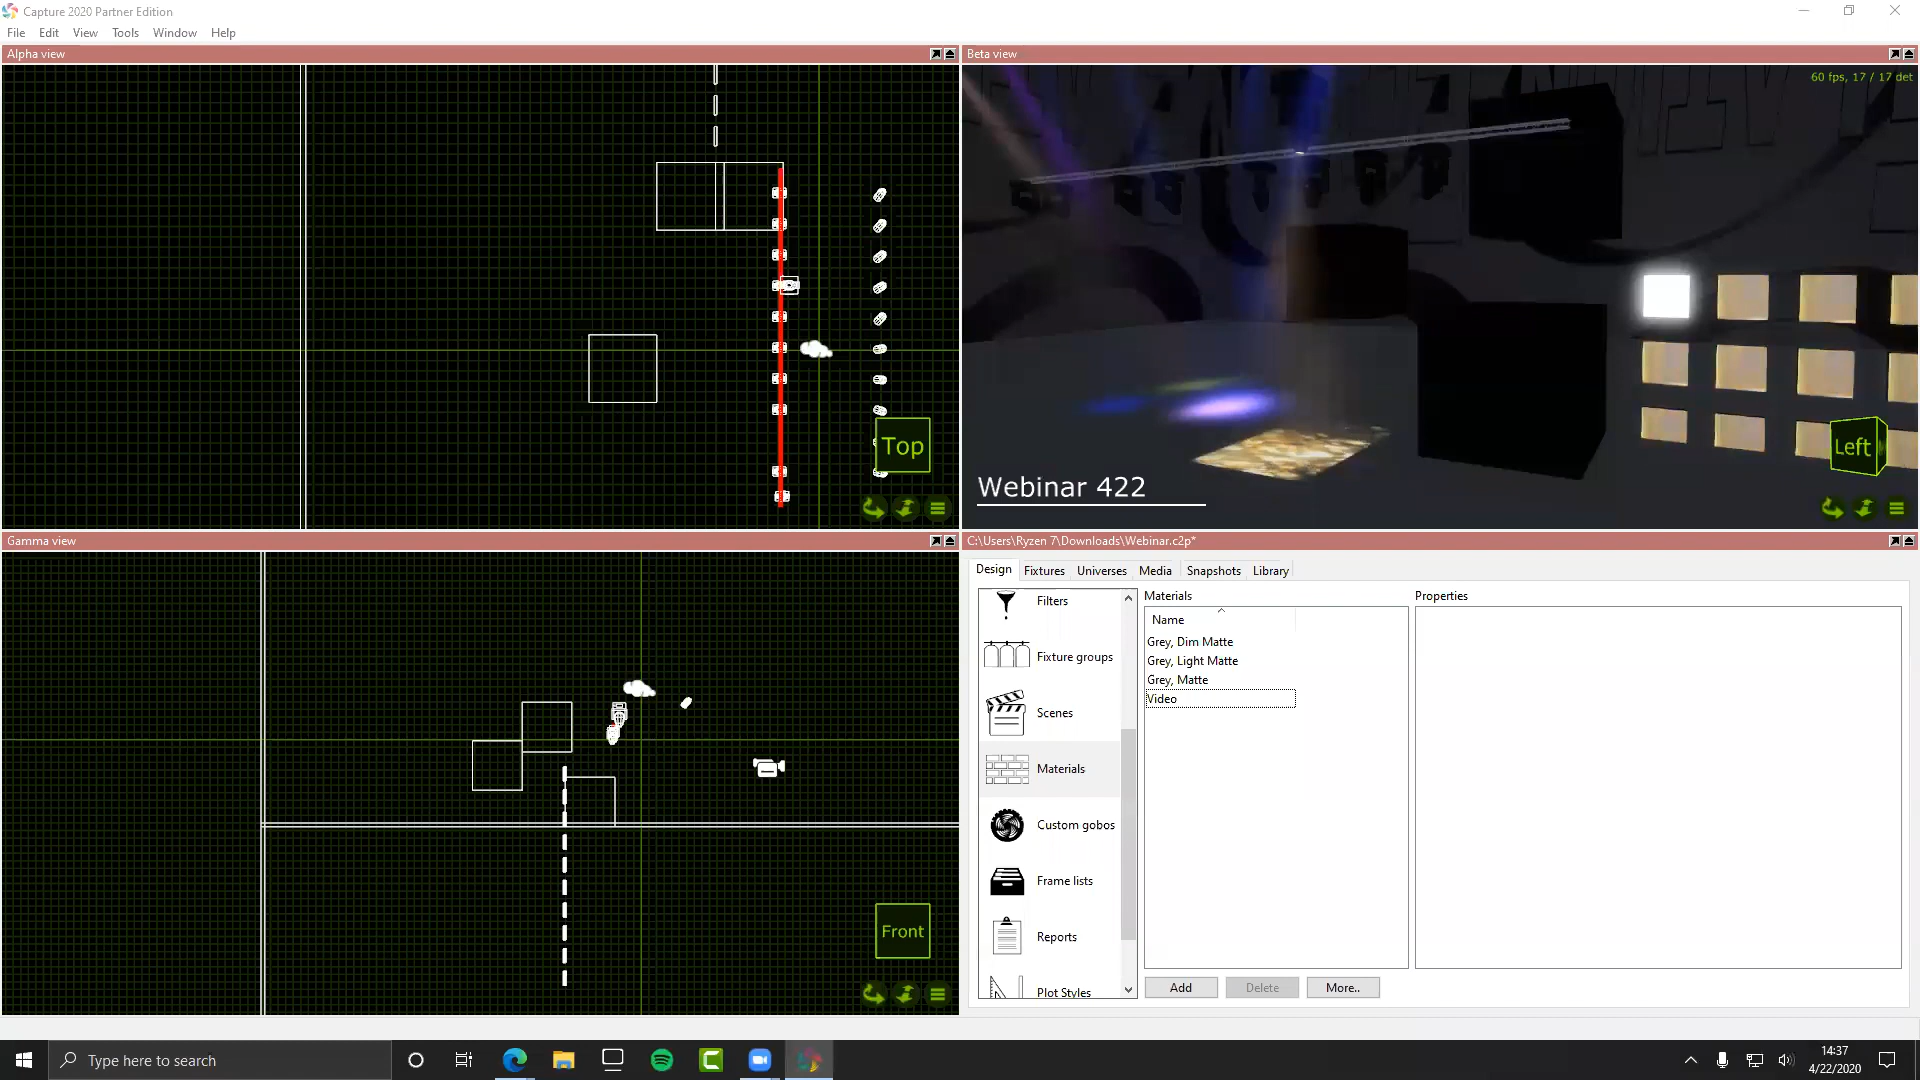 Capture 2020 Partner Edition
File Edit View Tools Window Help
Alpha view
Top
Beta view
60 fps, 17 / 17 det
Webinar 422
Left
Gamma view
Front
C:\Users\Ryzen 7\Downloads\Webinar.c2p*
Design Fixtures Universes Media Snapshots Library
Filters
Fixture groups
Scenes
Materials
Custom gobos
Frame lists
Reports
Plot Styles
Materials
Name
Grey, Dim Matte
Grey, Light Matte
Grey, Matte
Video
Add Delete More..
Properties
Type here to search
14:37
4/22/2020